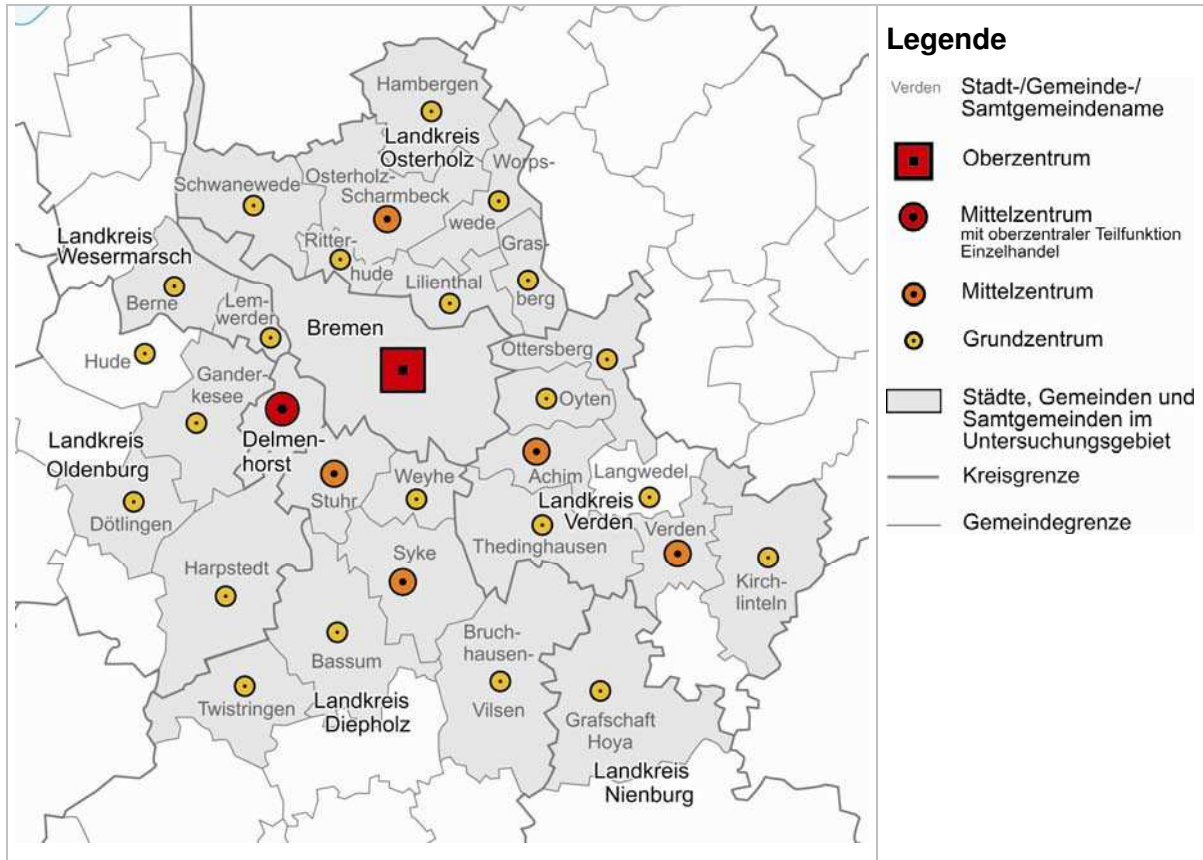 Hambergen
Landkreis
Osterholz
Worps-
wede
Schwanewede
Osterholz-
Scharmbeck
Ritter-
hude
Gras-
berg
Lilienthal
Landkreis
Wesermarsch
Berne
Lem-
werder
Bremen
Hude
Ottersberg
Gander-
kesee
Oyten
Delmen-
horst
Landkreis
Oldenburg
Stuhr
Weyhe
Achim
Langwedel
Landkreis
Verden
Dötlingen
Thedinghausen
Verden
Syke
Harpstedt
Kirch-
linteln
Bruch-
hausen-
Vilsen
Bassum
Twistringen
Landkreis
Diepholz
Grafschaft
Hoya
Landkreis
Nienburg
Legende
Verden
Stadt-/Gemeinde-/
Samtgemeindename
Oberzentrum
Mittelzentrum
mit oberzentraler Teilfunktion
Einzelhandel
Mittelzentrum
Grundzentrum
Städte, Gemeinden und
Samtgemeinden im
Untersuchungsgebiet
Kreisgrenze
Gemeindegrenze